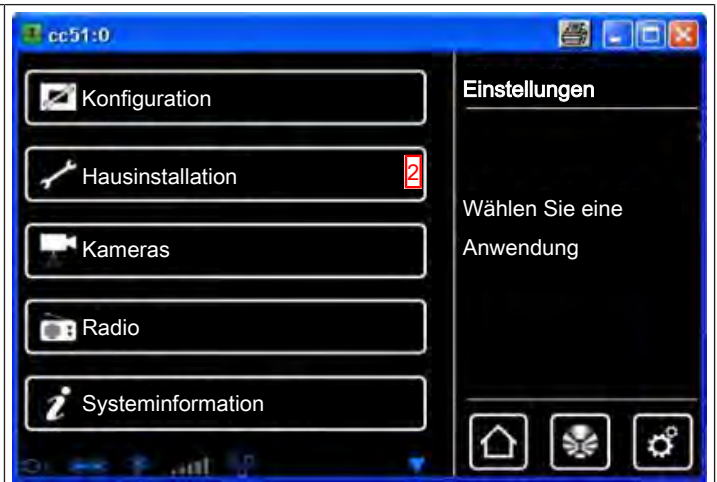 cc51:0
Konfiguration
Hausinstallation 2
Kameras
Radio
Systeminformation
Einstellungen
Wählen Sie eine
Anwendung